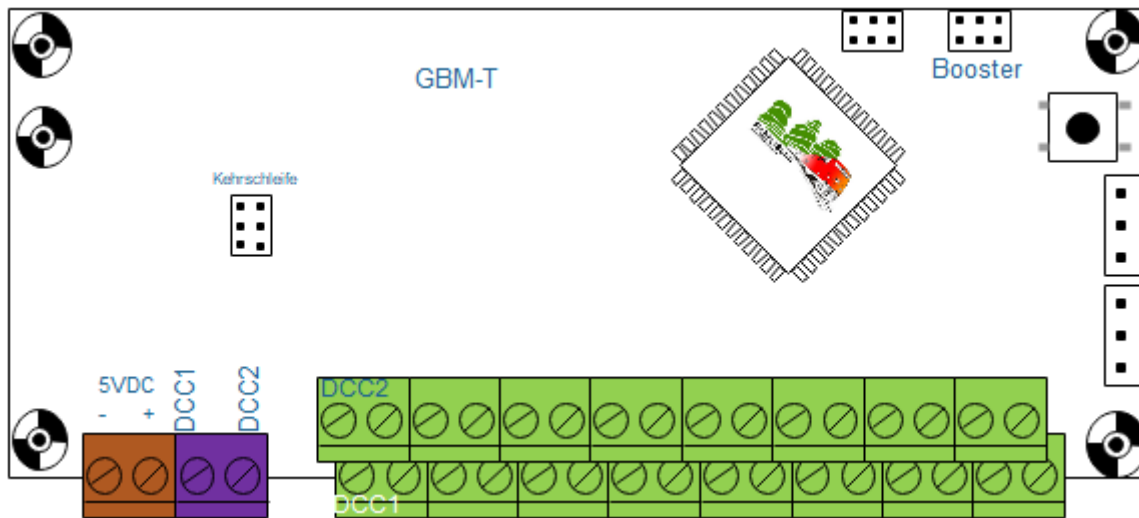 GBM-T
Booster
Kehrschleife
5VDC
- +
DCC1
DCC2
DCC2
DCC1